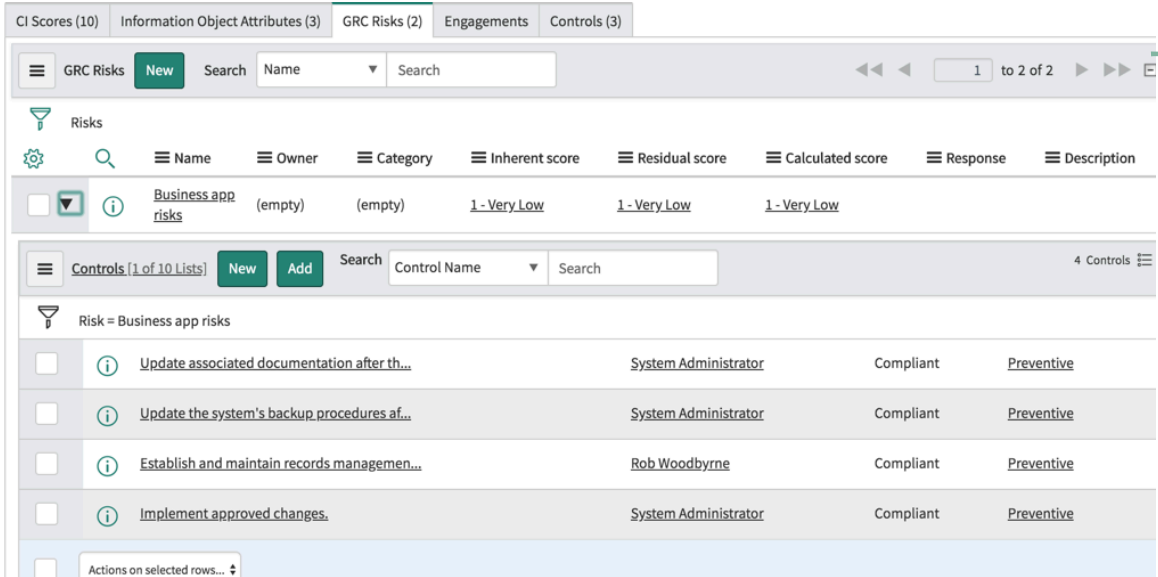 CI Scores (10) Information Object Attributes (3) GRC Risks (2) Engagements Controls (3)
GRC Risks New Search Name Search 1 to 2 of 2
Risks
Name Owner Category Inherent score Residual score Calculated score Response Description
Business app risks (empty) (empty) 1 - Very Low 1 - Very Low 1 - Very Low
Controls [1 of 10 Lists] New Add Search Control Name Search 4 Controls
Risk = Business app risks
Update associated documentation after th... System Administrator Compliant Preventive
Update the system's backup procedures af... System Administrator Compliant Preventive
Establish and maintain records managemen... Rob Woodbyrne Compliant Preventive
Implement approved changes. System Administrator Compliant Preventive
Actions on selected rows...